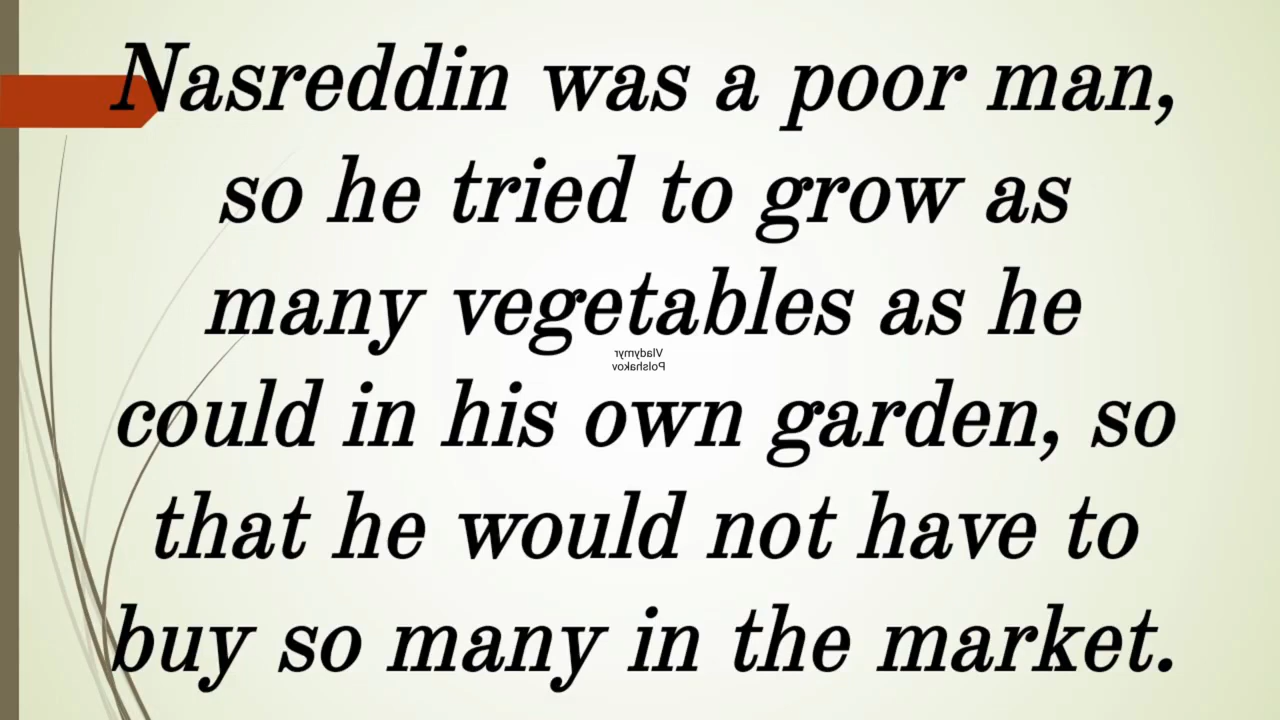 Nasreddin was a poor man,
so he tried to grow as
many vegetables as he
Vladymyr
Polshakov
could in his own garden, so
that he would not have to
buy so many in the market.